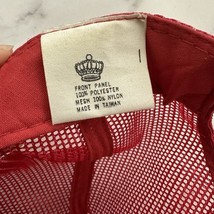 FRONT PANEL
100% POLYESTER
MESH 100% NYLON
MADE IN TAIWAN